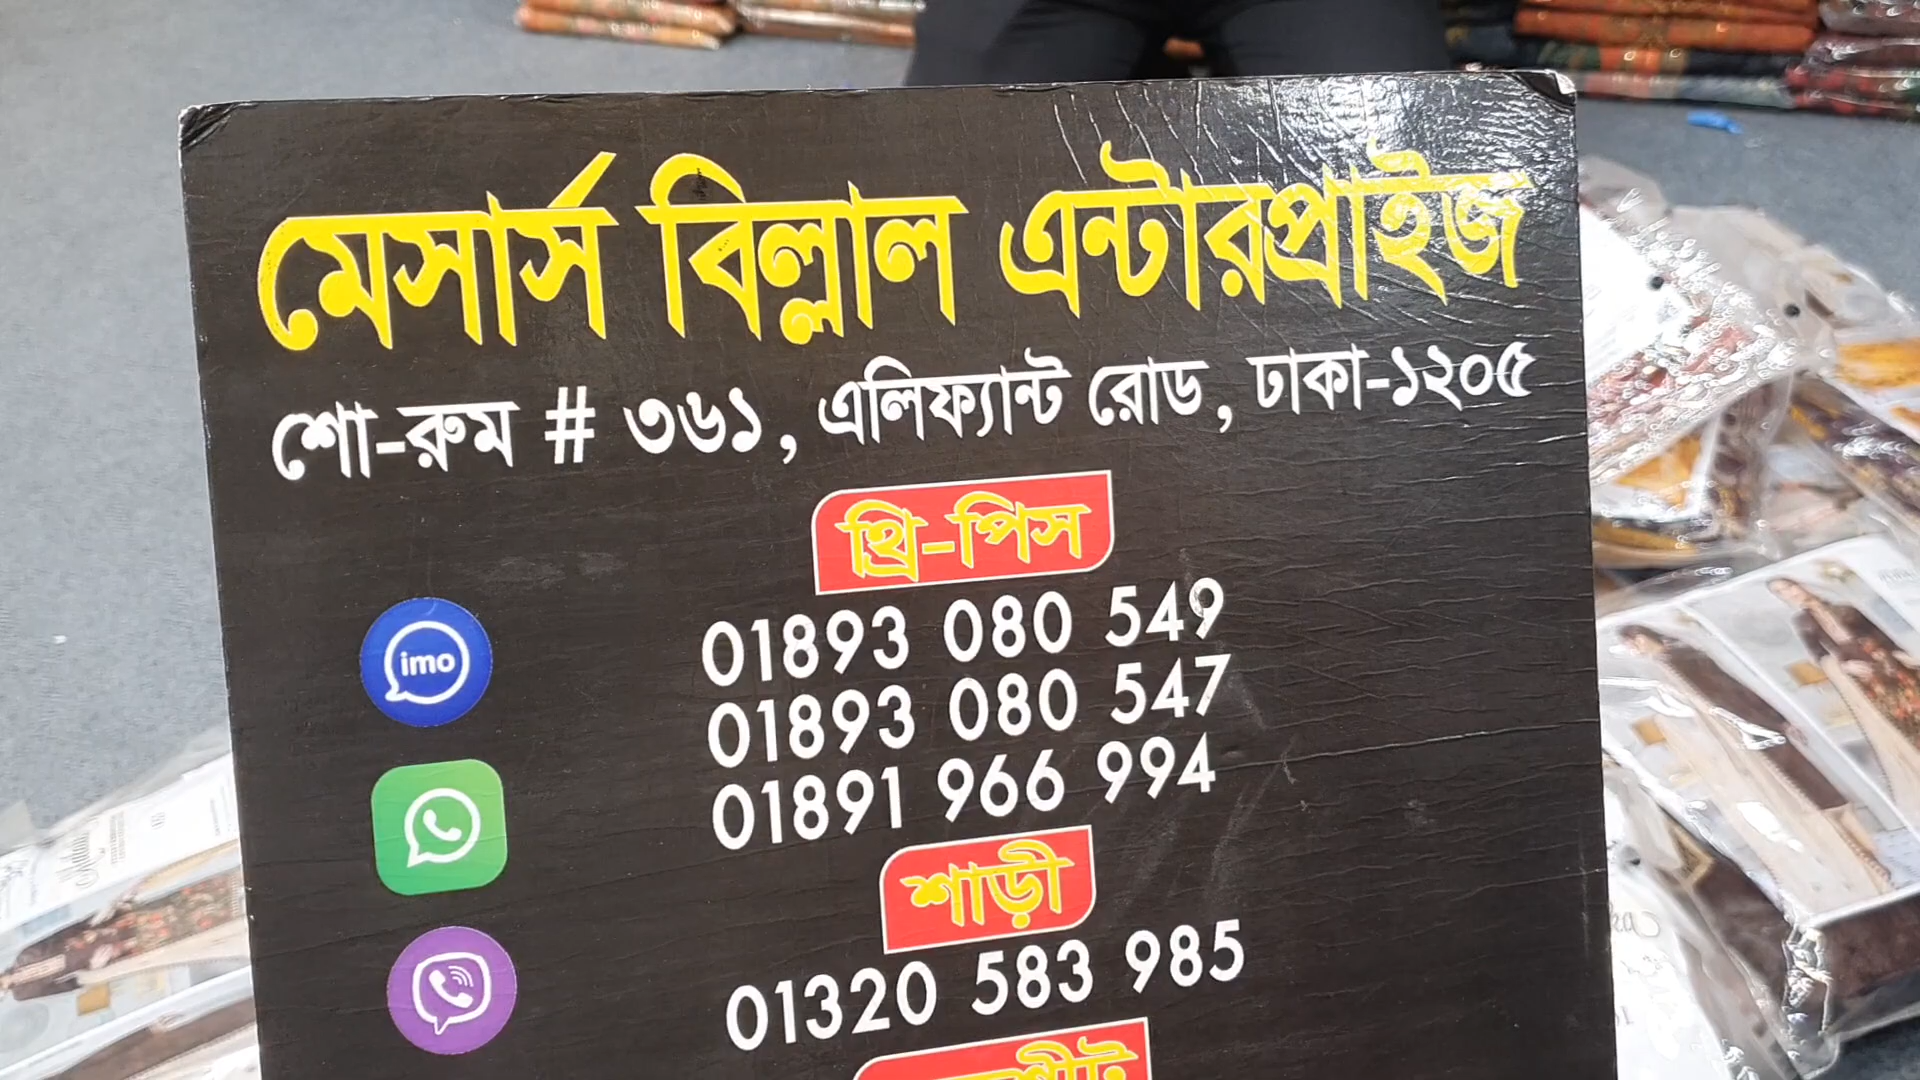 মেসার্স বিল্লাল এন্টারপ্রাইজ
শো-রুম # ৩৬১, এলিফ্যান্ট রোড, ঢাকা-১২০৫
থ্রি-পিস
01893 080 549
imo
01893 080 547
01891 966 994
শাড়ী
01320 583 985